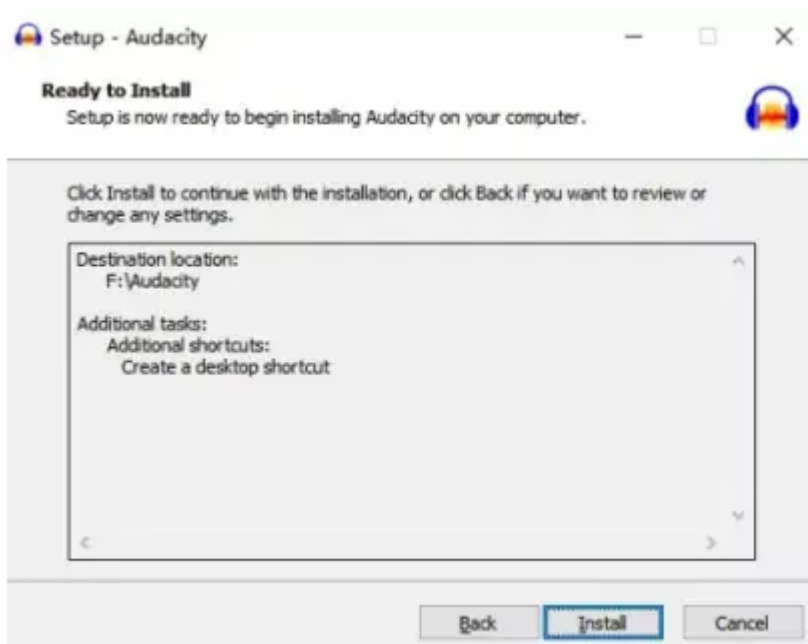 Setup - Audacity
Ready to Install
Setup is now ready to begin installing Audacity on your computer.
Click Install to continue with the installation, or click Back if you want to review or
change any settings.
Destination location:
F:\Audacity
Additional tasks:
Additional shortcuts:
Create a desktop shortcut
Back Install Cancel